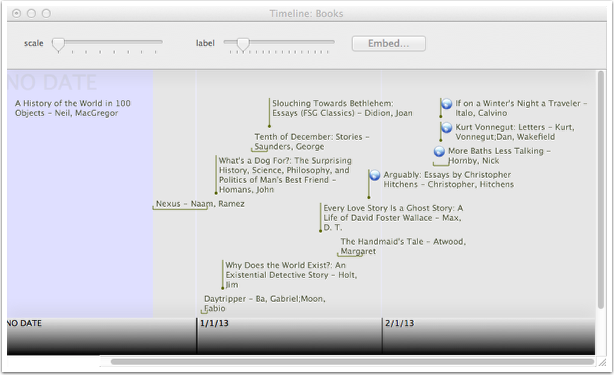 Timeline: Books
scale
label
Embed...
NO DATE
A History of the World in 100
Objects – Neil, MacGregor
Slouching Towards Bethlehem:
Essays (FSG Classics) – Didion, Joan
If on a Winter's Night a Traveler –
Italo, Calvino
Kurt Vonnegut: Letters – Kurt,
Vonnegut;Dan, Wakefield
Tenth of December: Stories –
Saunders, George
More Baths Less Talking –
Hornby, Nick
What's a Dog For?: The Surprising
History, Science, Philosophy, and
Politics of Man's Best Friend –
Homans, John
Arguably: Essays by Christopher
Hitchens – Christopher, Hitchens
Nexus – Naam, Ramez
Every Love Story Is a Ghost Story: A
Life of David Foster Wallace – Max,
D. T.
The Handmaid's Tale – Atwood,
Margaret
Why Does the World Exist?: An
Existential Detective Story – Holt,
Jim
Daytripper – Ba, Gabriel;Moon,
Fabio
NO DATE
1/1/13
2/1/13